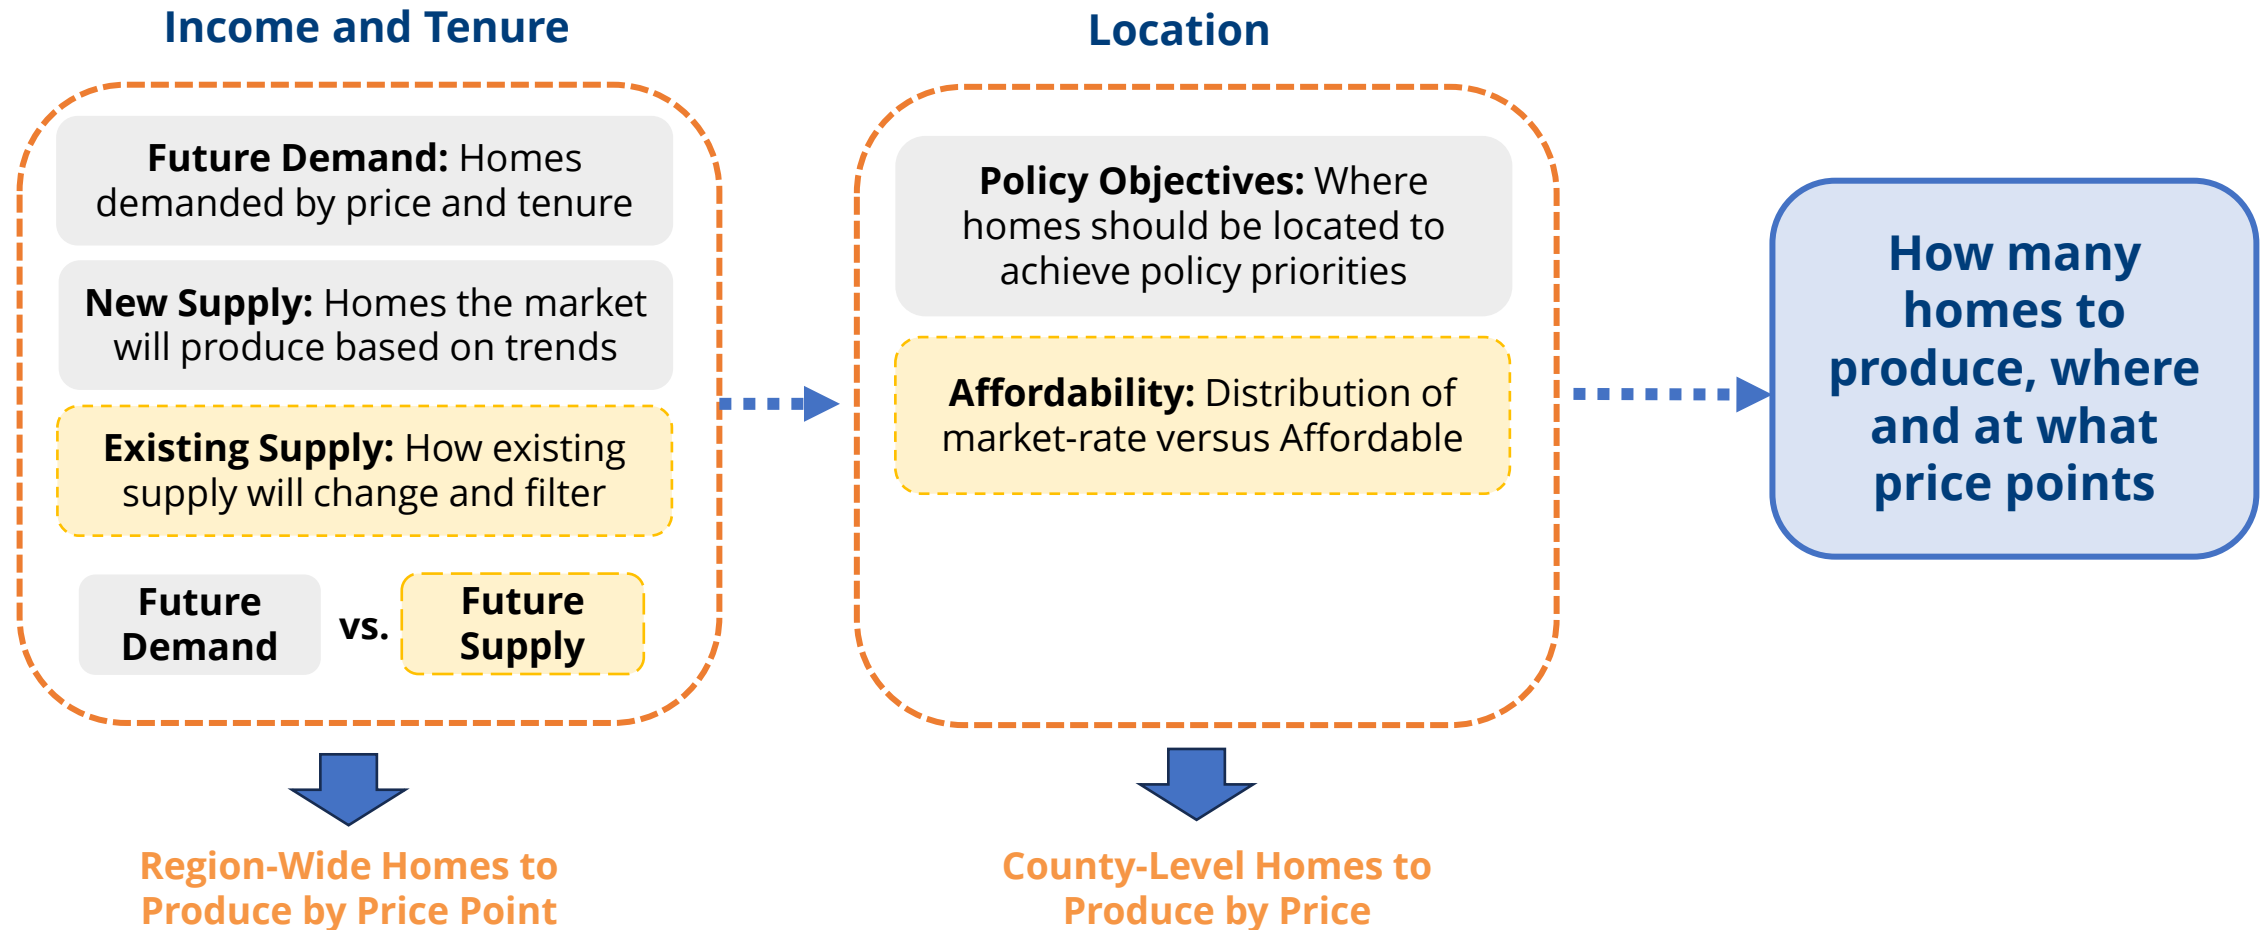 Income and Tenure
Future Demand: Homes
demanded by price and tenure
New Supply: Homes the market
will produce based on trends
Existing Supply: How existing
supply will change and filter
Future
Demand
vs.
Future
Supply
Region-Wide Homes to
Produce by Price Point
Location
Policy Objectives: Where
homes should be located to
achieve policy priorities
Affordability: Distribution of
market-rate versus Affordable
County-Level Homes to
Produce by Price
How many
homes to
produce, where
and at what
price points